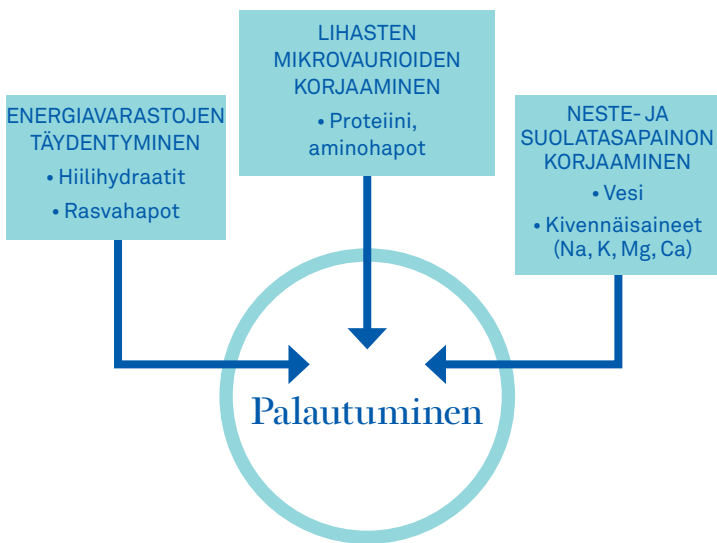 ENERGIAVARASTOJEN
TÄYDENTYMINEN
• Hiilihydraatit
• Rasvahapot
LIHASTEN
MIKROVAURIOIDEN
KORJAAMINEN
• Proteiini,
aminohapot
NESTE- JA
SUOLATASAPAINON
KORJAAMINEN
• Vesi
• Kivennäisaineet
(Na, K, Mg, Ca)
Palautuminen